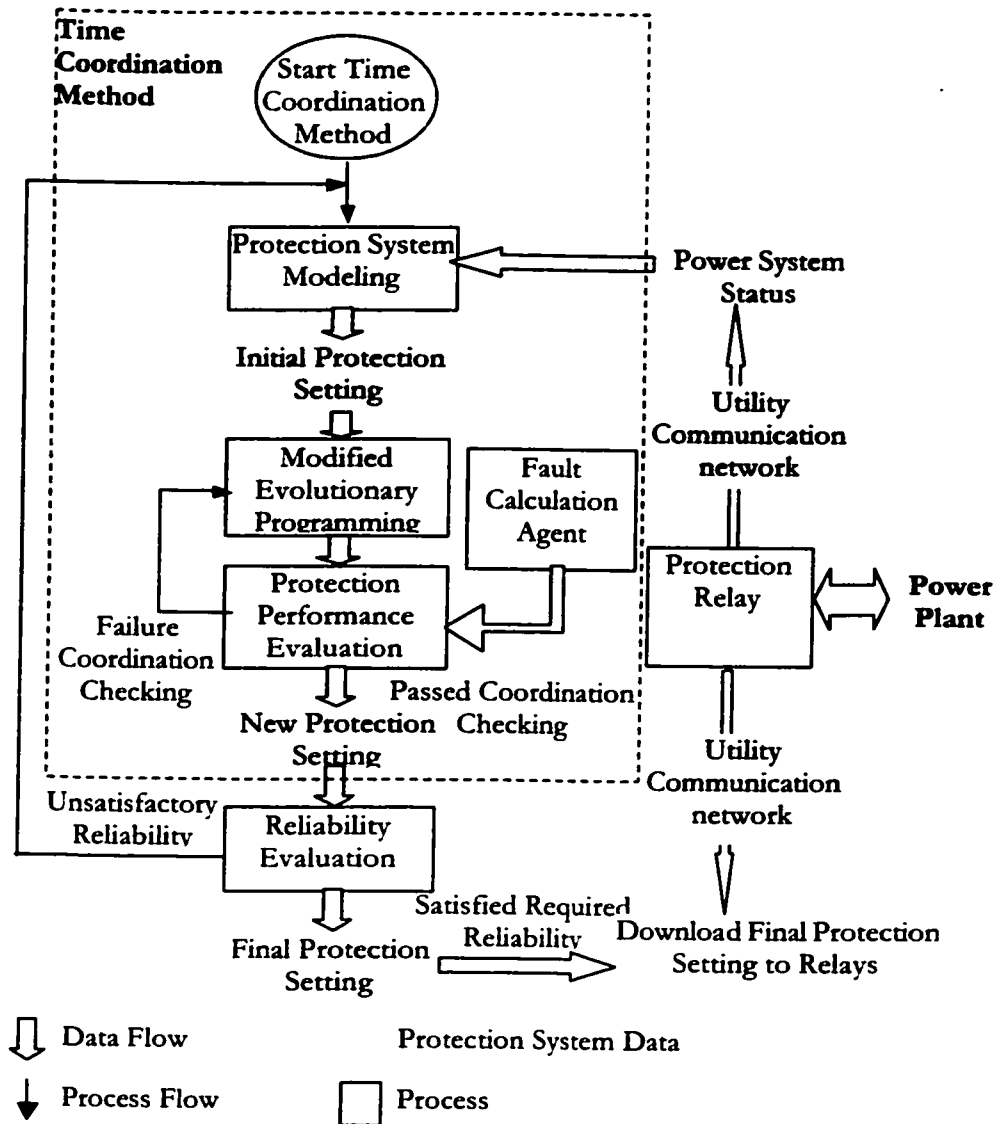 Time
Coordination
Method
Start Time
Coordination
Method
Protection System
Modeling
Power System
Status
Initial Protection
Setting
Utility
Communication
network
Modified
Evolutionary
Programming
Fault
Calculation
Agent
Protection
Relay
Power
Plant
Protection
Performance
Evaluation
Failure
Coordination
Checking
Passed Coordination
Checking
New Protection
Setting
Utility
Communication
network
Unsatisfactory
Reliability
Reliability
Evaluation
Satisfied Required
Reliability
Final Protection
Setting
Download Final Protection
Setting to Relays
Data Flow
Protection System Data
Process Flow
Process